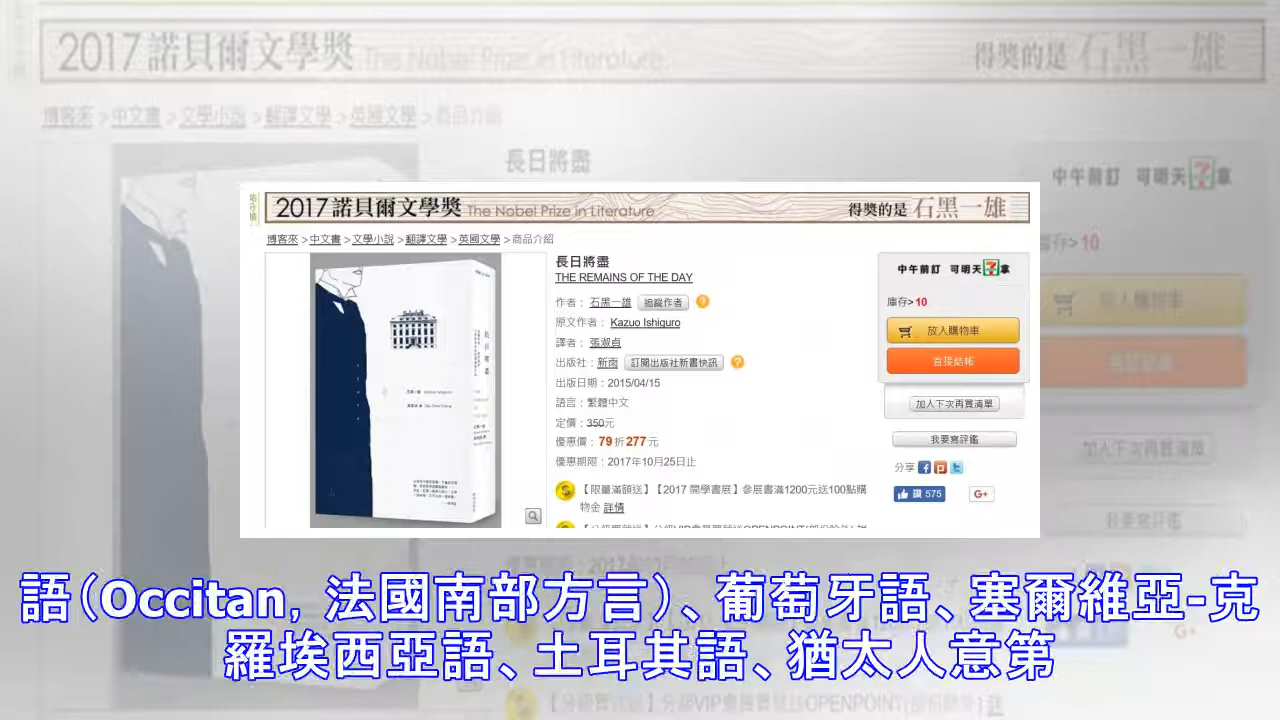 2017諾貝爾文學獎 The Nobel Prize in Literature 得獎的是 石黑一雄
博客來 > 中文書 > 文學小說 > 翻譯文學 > 英國文學 > 商品介紹
長日將盡
THE REMAINS OF THE DAY
作者： 石黑一雄 追蹤作者 ?
原文作者： Kazuo Ishiguro
譯者： 張淑貞
出版社：新雨 訂閱出版社新書快訊 ?
出版日期：2015/04/15
語言：繁體中文
定價：350元
優惠價：79折277元
優惠期限：2017年10月25日止
【限量滿額送】【2017 開學書展】參展書滿1200元送100點購
物金 詳情
中午前訂 可明天7拿
庫存> 10
放入購物車
直接結帳
加入下次再買清單
我要寫評鑑
分享
讚 575
G+
長日將盡
語（Occitan，法國南部方言）、葡萄牙語、塞爾維亞-克
羅埃西亞語、土耳其語、猶太人意第